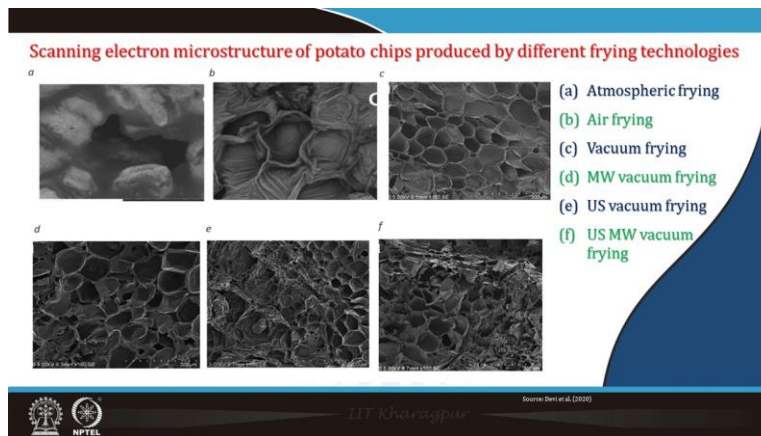 Scanning electron microstructure of potato chips produced by different frying technologies
a
b
c
(a) Atmospheric frying
(b) Air frying
(c) Vacuum frying
(d) MW vacuum frying
(e) US vacuum frying
(f) US MW vacuum
frying
d
e
f
Source: Devi et al. (2020)
IIT Kharagpur
NPTEL